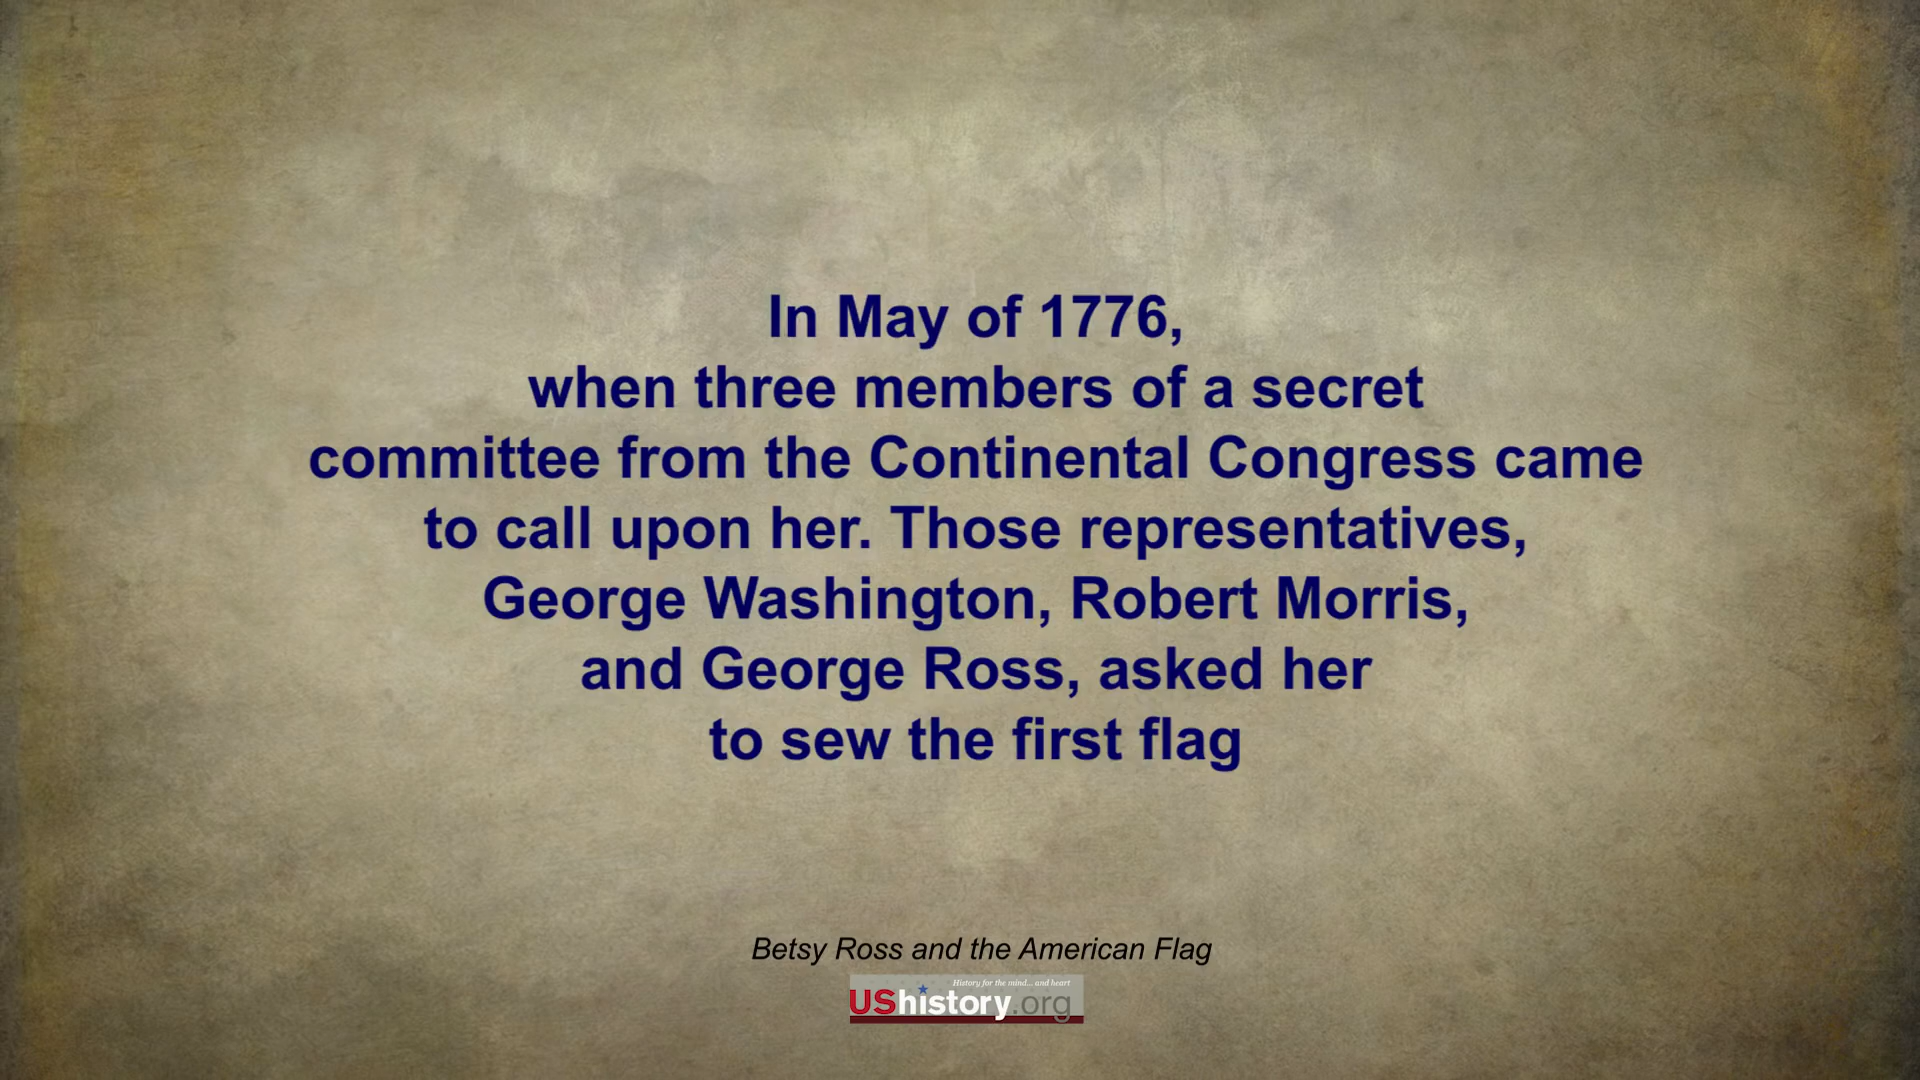 In May of 1776,
when three members of a secret
committee from the Continental Congress came
to call upon her. Those representatives,
George Washington, Robert Morris,
and George Ross, asked her
to sew the first flag
Betsy Ross and the American Flag
History for the mind... and heart
UShistory.org